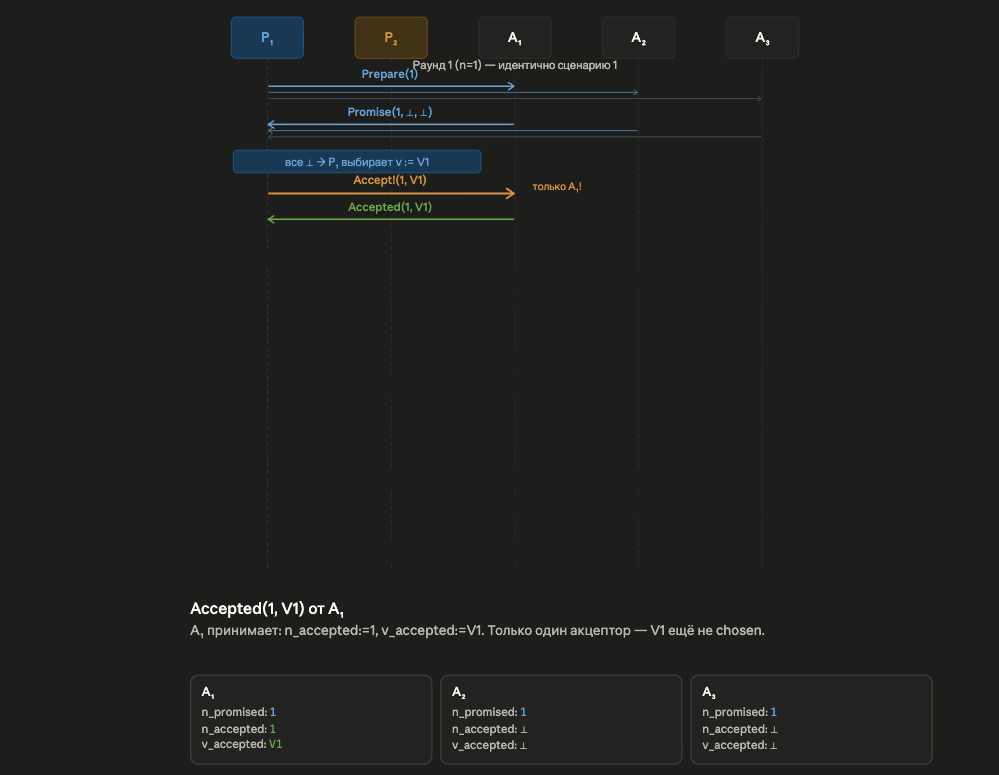 P₁ P₂ A₁ A₂ A₃
Раунд 1 (n=1) — идентично сценарию 1
Prepare(1)
Promise(1, ⊥, ⊥)
все ⊥ → P₁ выбирает v := V1
Accept!(1, V1)
только A₁!
Accepted(1, V1)
Accepted(1, V1) от A₁
A₁ принимает: n_accepted:=1, v_accepted:=V1. Только один акцептор — V1 ещё не chosen.
A₁
n_promised: 1
n_accepted: 1
v_accepted: V1
A₂
n_promised: 1
n_accepted: ⊥
v_accepted: ⊥
A₃
n_promised: 1
n_accepted: ⊥
v_accepted: ⊥